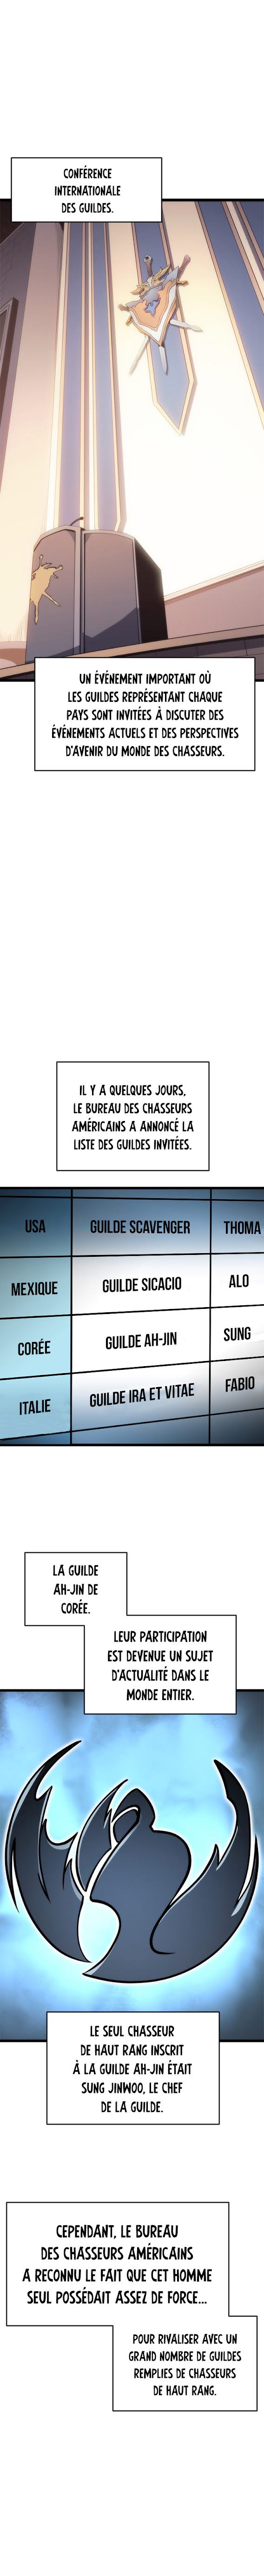 CONFÉRENCE
INTERNATIONALE
DES GUILDES.
UN ÉVÉNEMENT IMPORTANT OÙ
LES GUILDES REPRÉSENTANT CHAQUE
PAYS SONT INVITÉES À DISCUTER DES
ÉVÉNEMENTS ACTUELS ET DES PERSPECTIVES
D'AVENIR DU MONDE DES CHASSEURS.
IL Y A QUELQUES JOURS,
LE BUREAU DES CHASSEURS
AMÉRICAINS A ANNONCÉ LA
LISTE DES GUILDES INVITÉES.
USA GUILDE SCAVENGER THOMA
MEXIQUE GUILDE SICACIO ALO
CORÉE GUILDE AH-JIN SUNG
ITALIE GUILDE IRA ET VITAE FABIO
LA GUILDE
AH-JIN DE
CORÉE.
LEUR PARTICIPATION
EST DEVENUE UN SUJET
D'ACTUALITÉ DANS LE
MONDE ENTIER.
LE SEUL CHASSEUR
DE HAUT RANG INSCRIT
À LA GUILDE AH-JIN ÉTAIT
SUNG JINWOO, LE CHEF
DE LA GUILDE.
CEPENDANT, LE BUREAU
DES CHASSEURS AMÉRICAINS
A RECONNU LE FAIT QUE CET HOMME
SEUL POSSÉDAIT ASSEZ DE FORCE...
POUR RIVALISER AVEC UN
GRAND NOMBRE DE GUILDES
REMPLIES DE CHASSEURS
DE HAUT RANG.